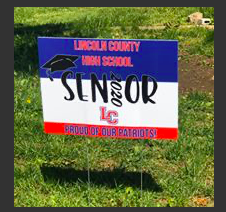 LINCOLN COUNTY
HIGH SCHOOL
SENIOR
2020
LC
PROUD OF OUR PATRIOTS!